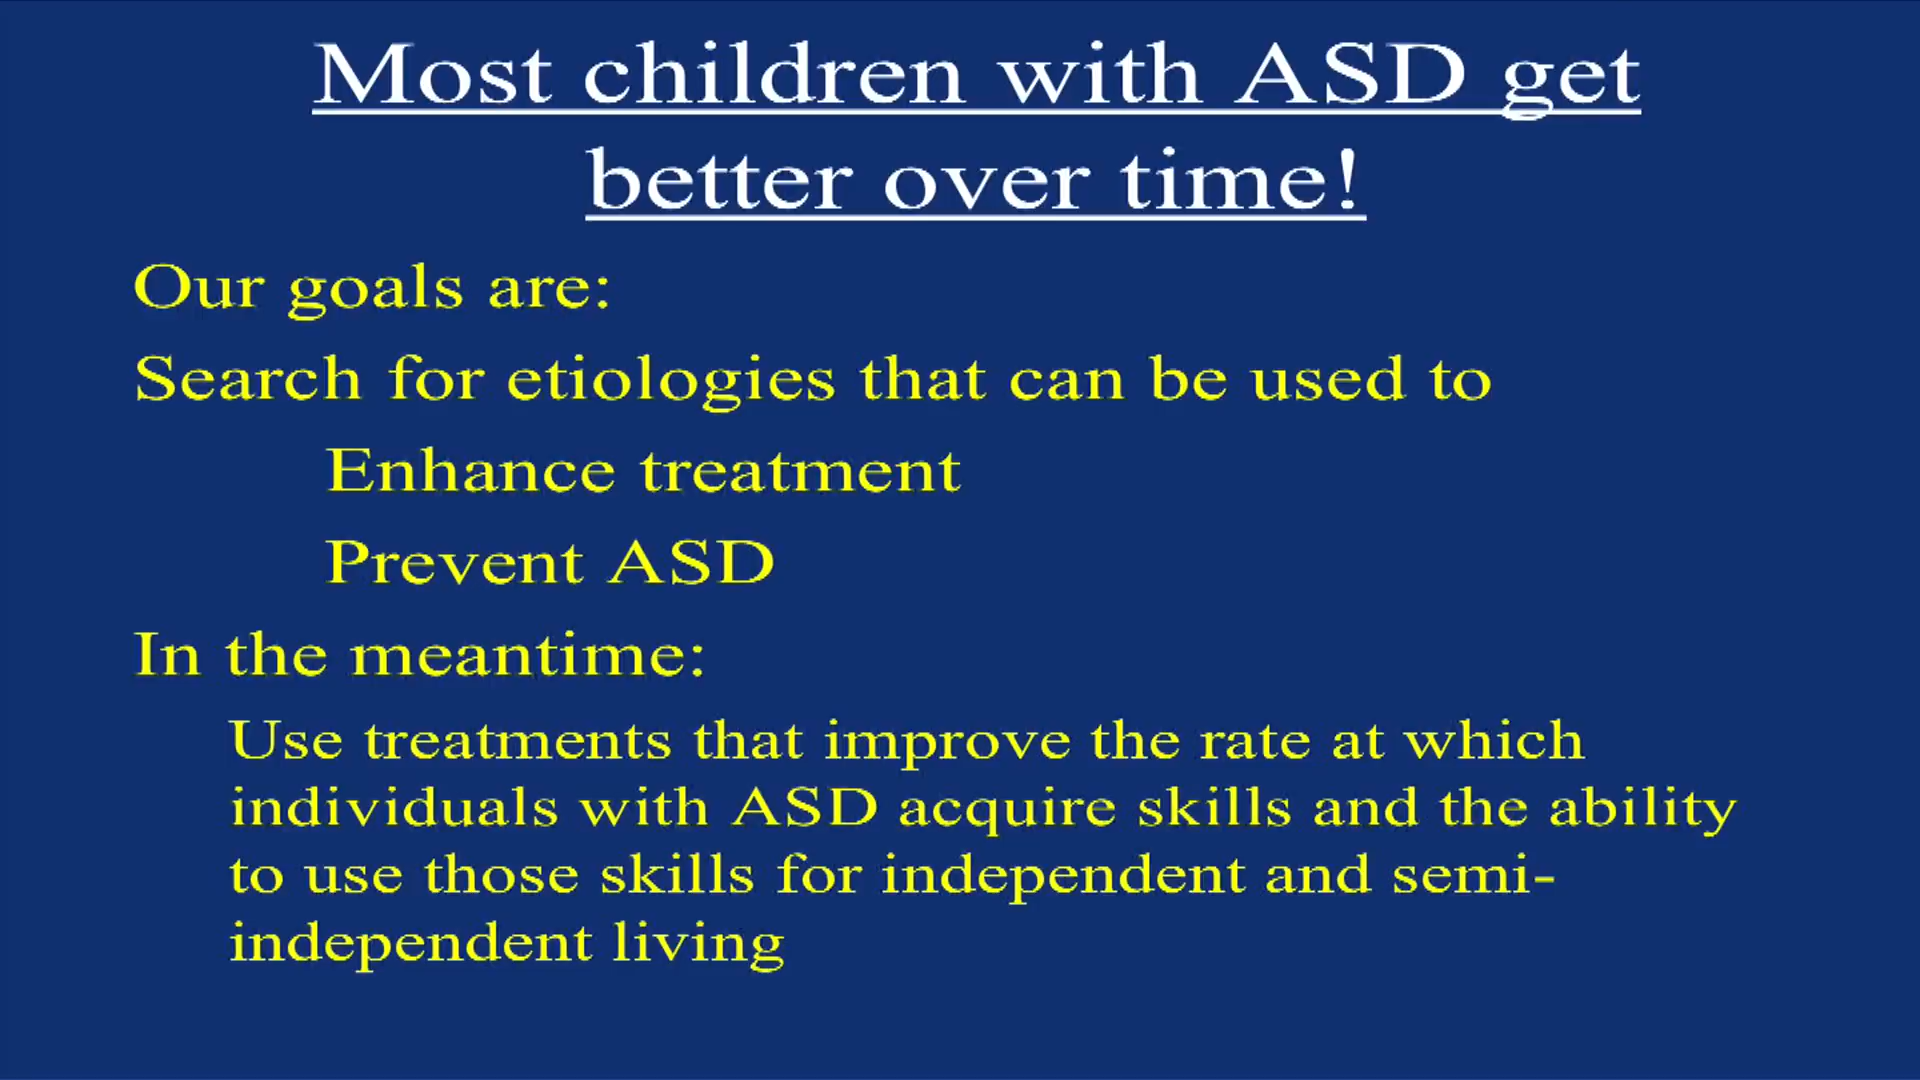 Most children with ASD get
better over time!
Our goals are:
Search for etiologies that can be used to
Enhance treatment
Prevent ASD
In the meantime:
Use treatments that improve the rate at which
individuals with ASD acquire skills and the ability
to use those skills for independent and semi-
independent living